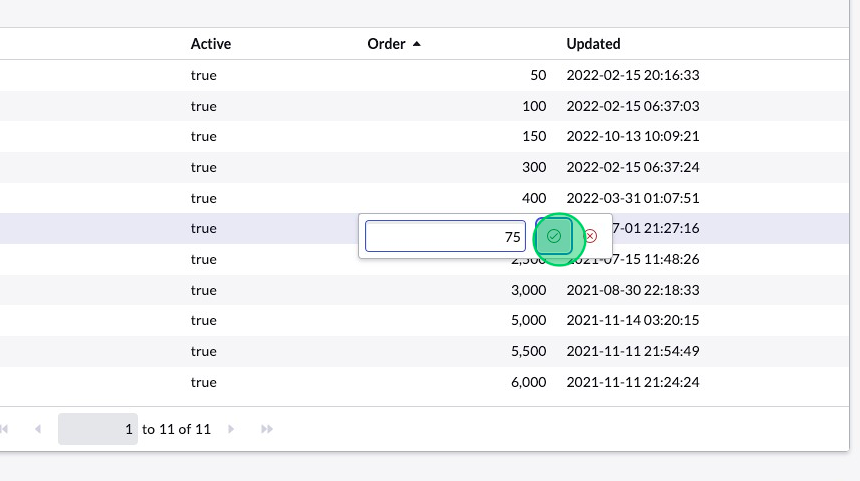 Active Order Updated
true 50 2022-02-15 20:16:33
true 100 2022-02-15 06:37:03
true 150 2022-10-13 10:09:21
true 300 2022-02-15 06:37:24
true 400 2022-03-31 01:07:51
true 75 7-01 21:27:16
true 2,500 2021-07-15 11:48:26
true 3,000 2021-08-30 22:18:33
true 5,000 2021-11-14 03:20:15
true 5,500 2021-11-11 21:54:49
true 6,000 2021-11-11 21:24:24
1 to 11 of 11